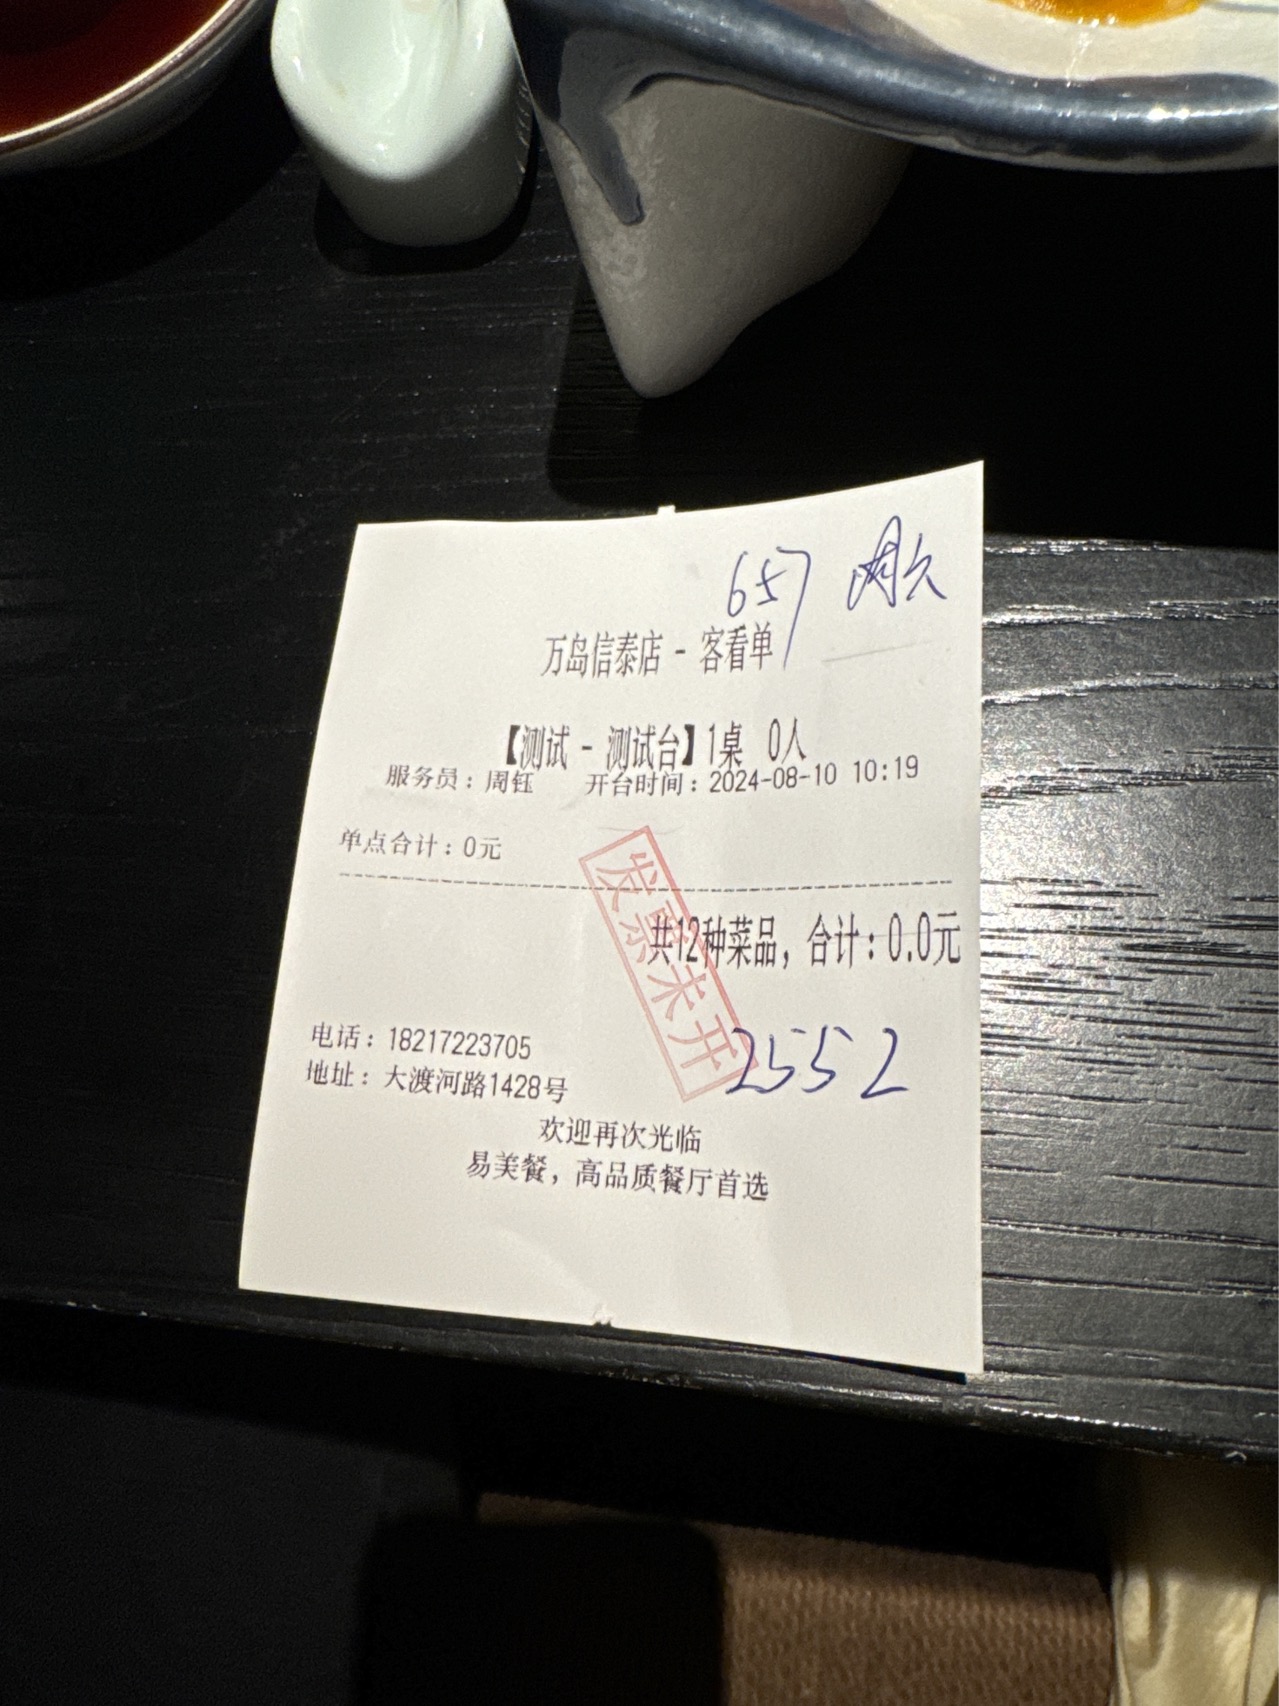 657
万岛信泰店 - 客看单
【测试 - 测试台】1桌 0人
服务员：周钰 开台时间：2024-08-10 10:19
单点合计：0元
发票未开
共12种菜品，合计：0.0元
2552
电话：18217223705
地址：大渡河路1428号
欢迎再次光临
易美餐，高品质餐厅首选